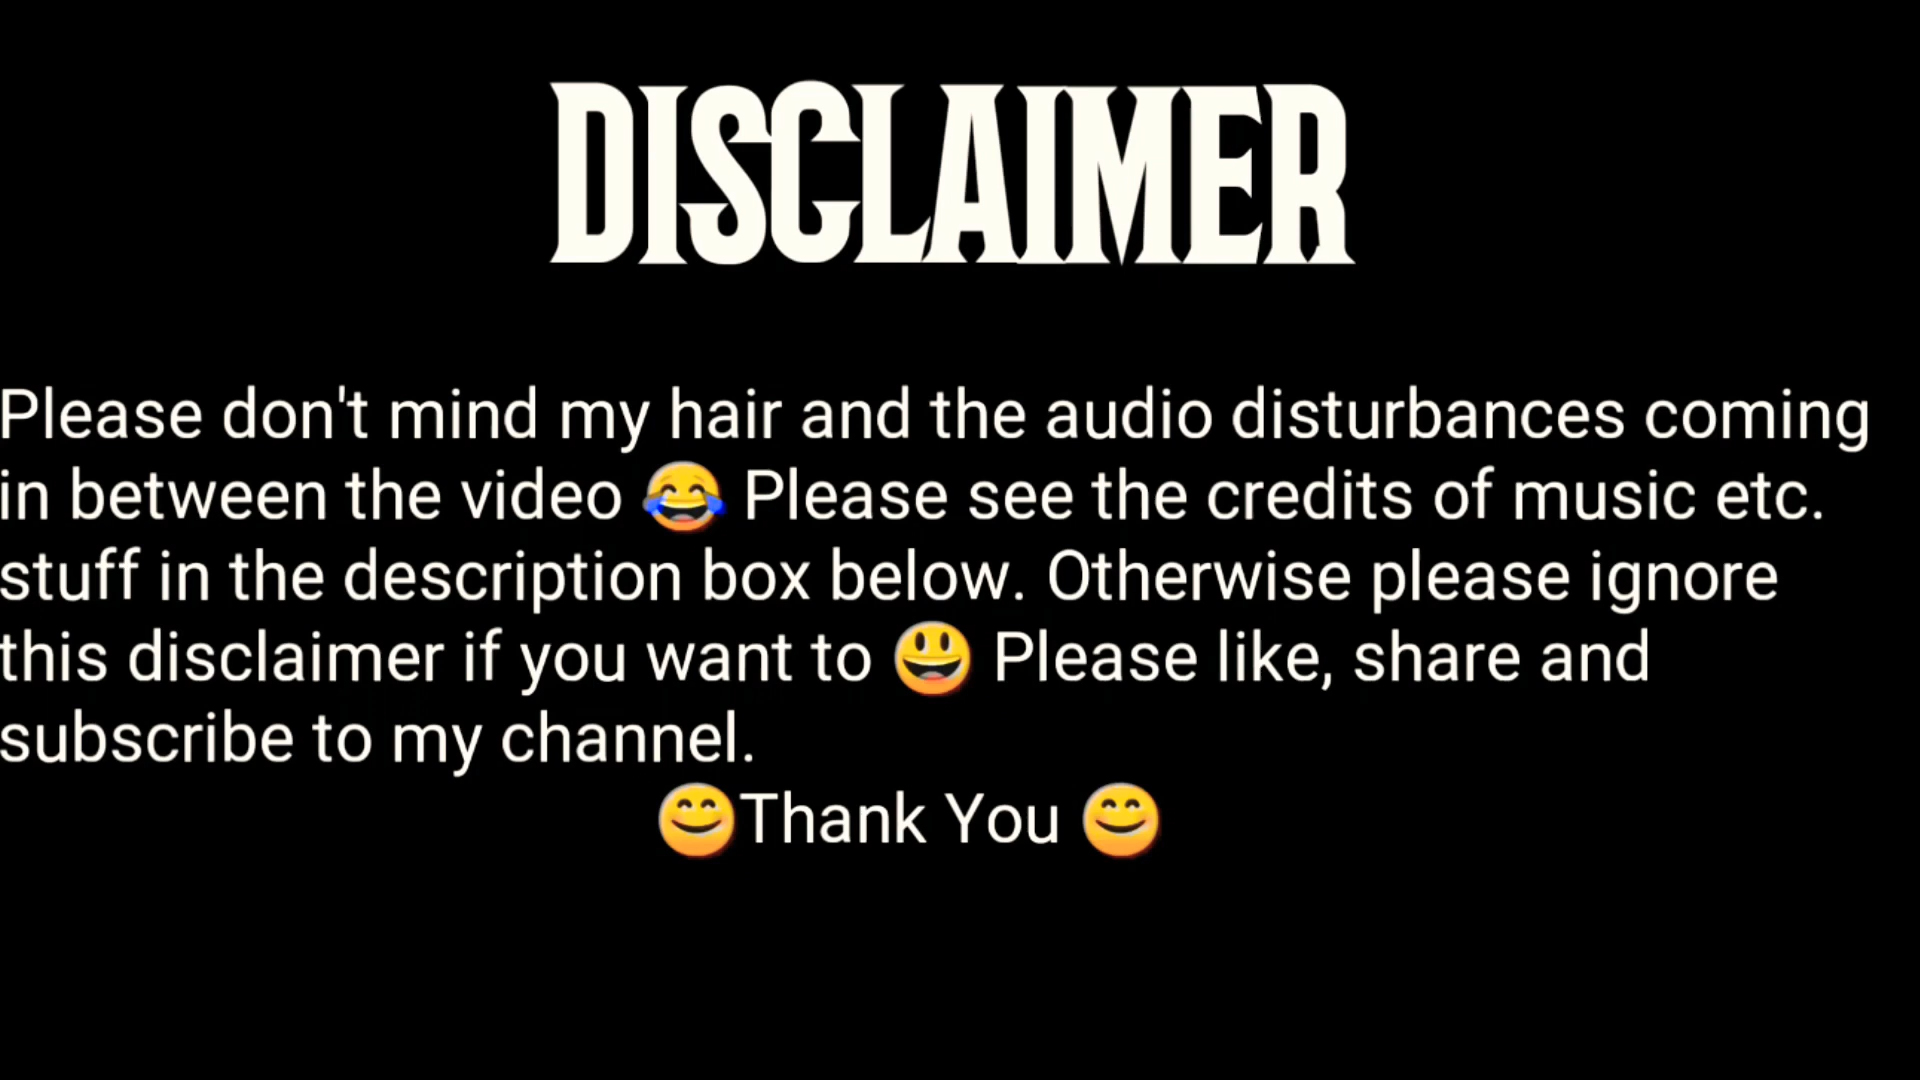 DISCLAIMER
Please don't mind my hair and the audio disturbances coming
in between the video 😂 Please see the credits of music etc.
stuff in the description box below. Otherwise please ignore
this disclaimer if you want to 😃 Please like, share and
subscribe to my channel.
😊Thank You 😊